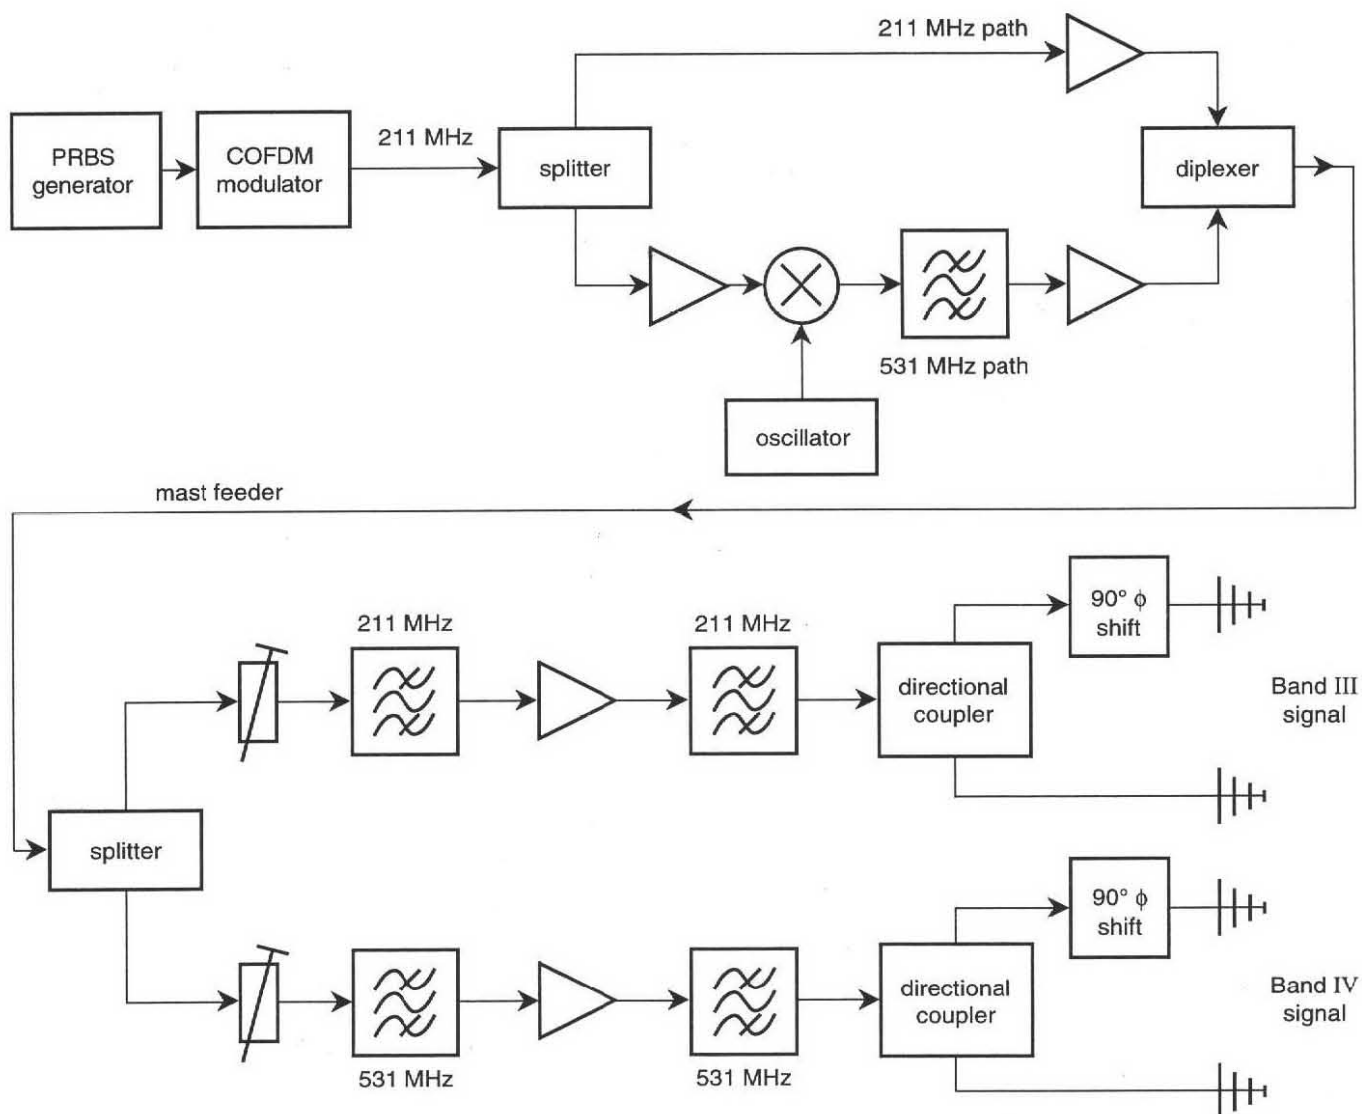 211 MHz path
PRBS
generator
COFDM
modulator
211 MHz
splitter
diplexer
531 MHz path
oscillator
mast feeder
211 MHz
211 MHz
90° ϕ
shift
directional
coupler
Band III
signal
splitter
90° ϕ
shift
directional
coupler
Band IV
signal
531 MHz
531 MHz